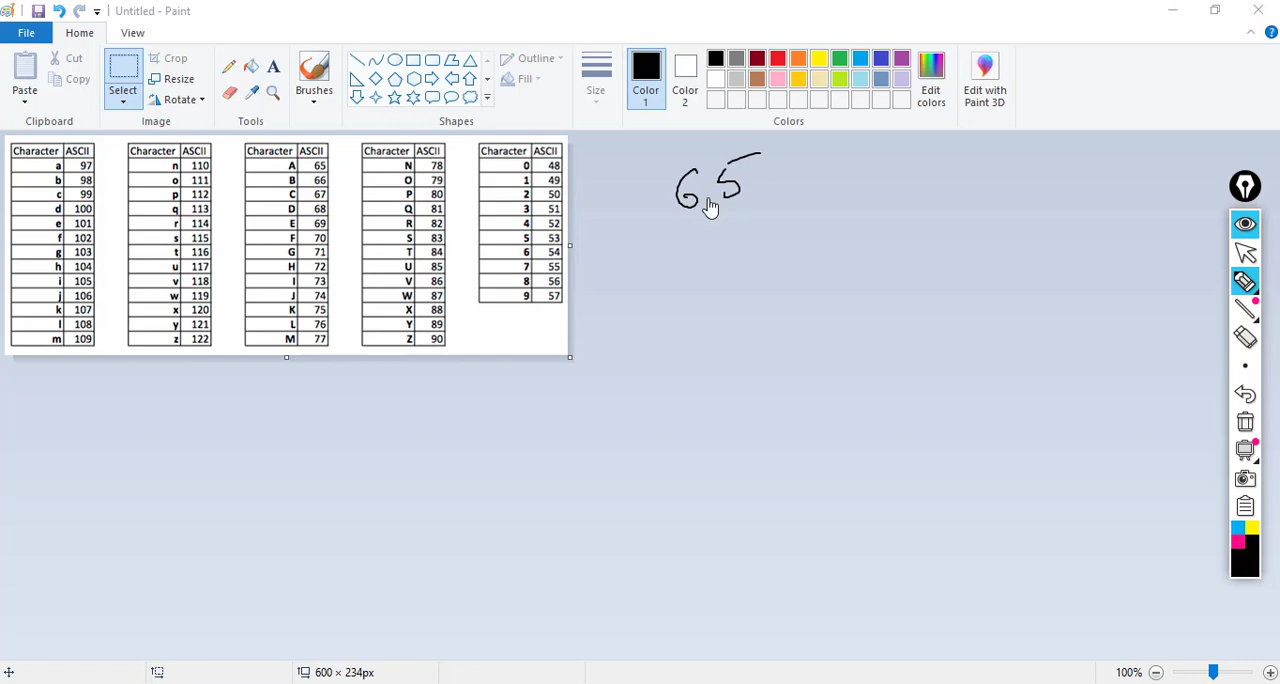 Untitled - Paint
File Home View
Paste
Cut
Copy
Clipboard
Select
Crop
Resize
Rotate
Image
A
Tools
Brushes
Outline
Fill
Shapes
Size
Color 1
Color 2
Edit colors
Edit with Paint 3D
Colors
Character ASCII Character ASCII Character ASCII Character ASCII Character ASCII
a 97 n 110 A 65 N 78 0 48
b 98 o 111 B 66 O 79 1 49
c 99 p 112 C 67 P 80 2 50
d 100 q 113 D 68 Q 81 3 51
e 101 r 114 E 69 R 82 4 52
f 102 s 115 F 70 S 83 5 53
g 103 t 116 G 71 T 84 6 54
h 104 u 117 H 72 U 85 7 55
i 105 v 118 I 73 V 86 8 56
j 106 w 119 J 74 W 87 9 57
k 107 x 120 K 75 X 88
l 108 y 121 L 76 Y 89
m 109 z 122 M 77 Z 90
65
600 × 234px
100%